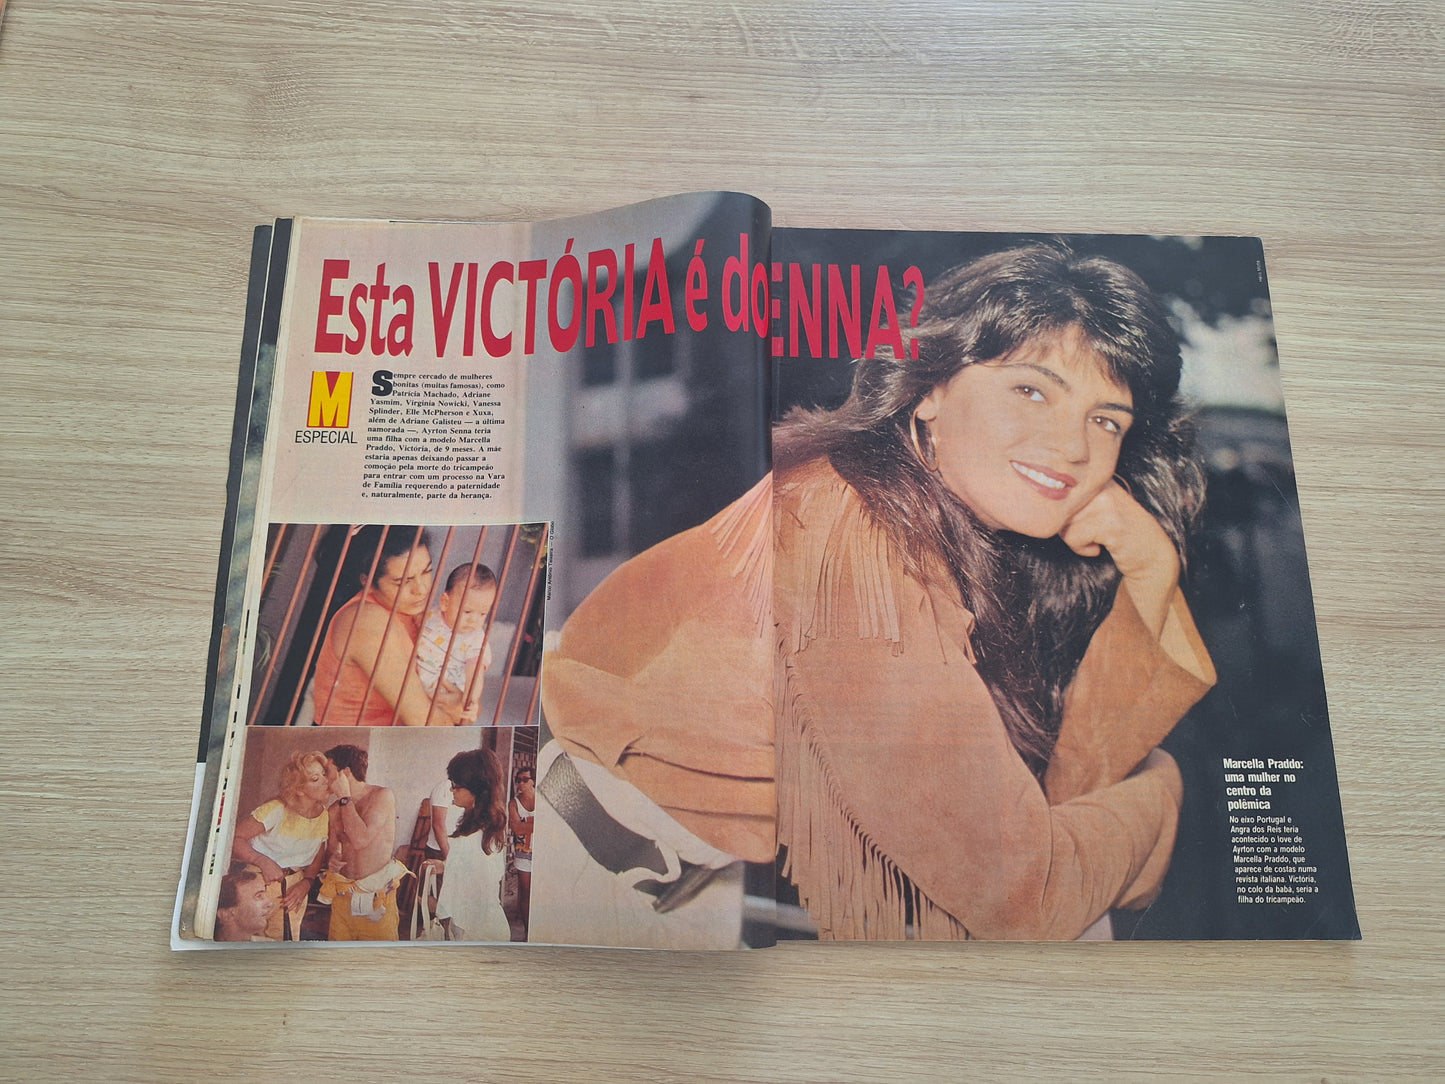 Esta VICTÓRIA é do ENNA?
M
ESPECIAL
Sempre cercado de mulheres
bonitas (muitas famosas), como
Patrícia Machado, Adriane
Yasmim, Virgínia Nowicki, Vanessa
Splinder, Elle McPherson e Xuxa,
além de Adriane Galisteu — a última
namorada —, Ayrton Senna teria
uma filha com a modelo Marcella
Praddo, Victória, de 9 meses. A mãe
estaria apenas deixando passar a
comoção pela morte do tricampeão
para entrar com um processo na Vara
de Família requerendo a paternidade
e, naturalmente, parte da herança.
Marco Antônio Teixeira — O Globo
Marcella Praddo:
uma mulher no
centro da
polêmica
No eixo Portugal e
Angra dos Reis teria
acontecido o love de
Ayrton com a modelo
Marcella Praddo, que
aparece de costas numa
revista italiana. Victória,
no colo da babá, seria a
filha do tricampeão.